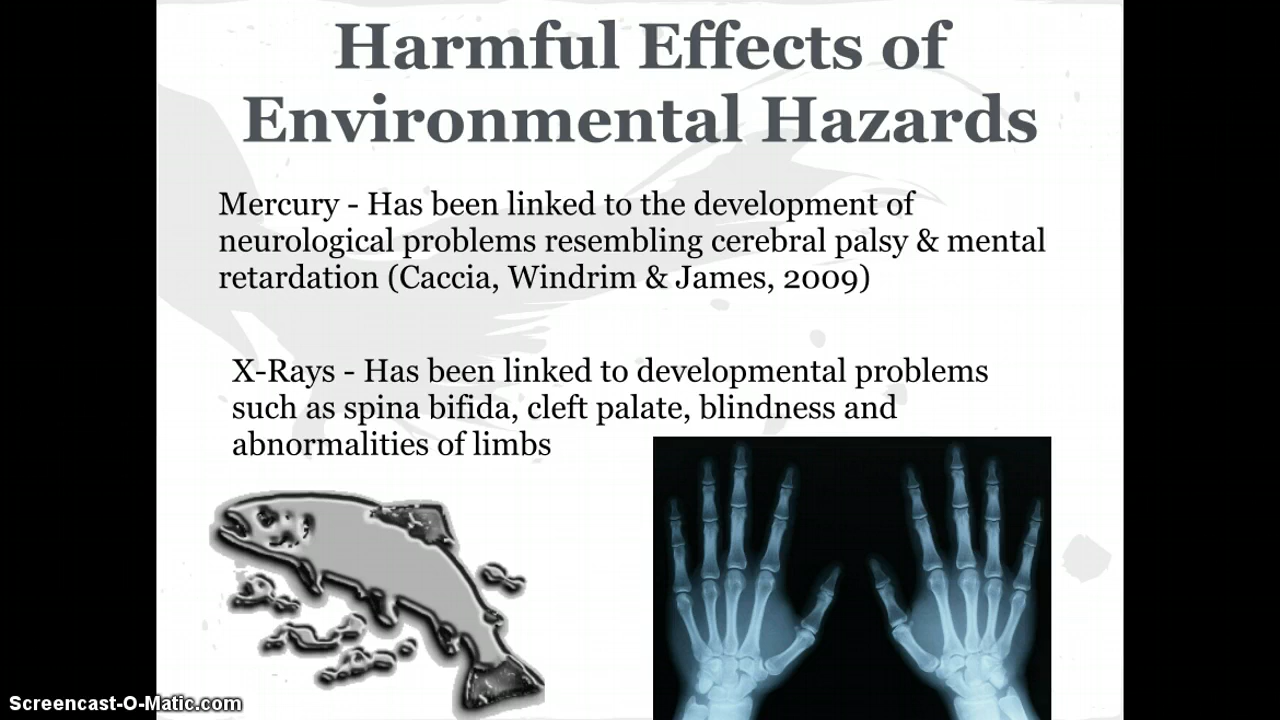 Harmful Effects of
Environmental Hazards
Mercury - Has been linked to the development of
neurological problems resembling cerebral palsy & mental
retardation (Caccia, Windrim & James, 2009)
X-Rays - Has been linked to developmental problems
such as spina bifida, cleft palate, blindness and
abnormalities of limbs
Screencast-O-Matic.com